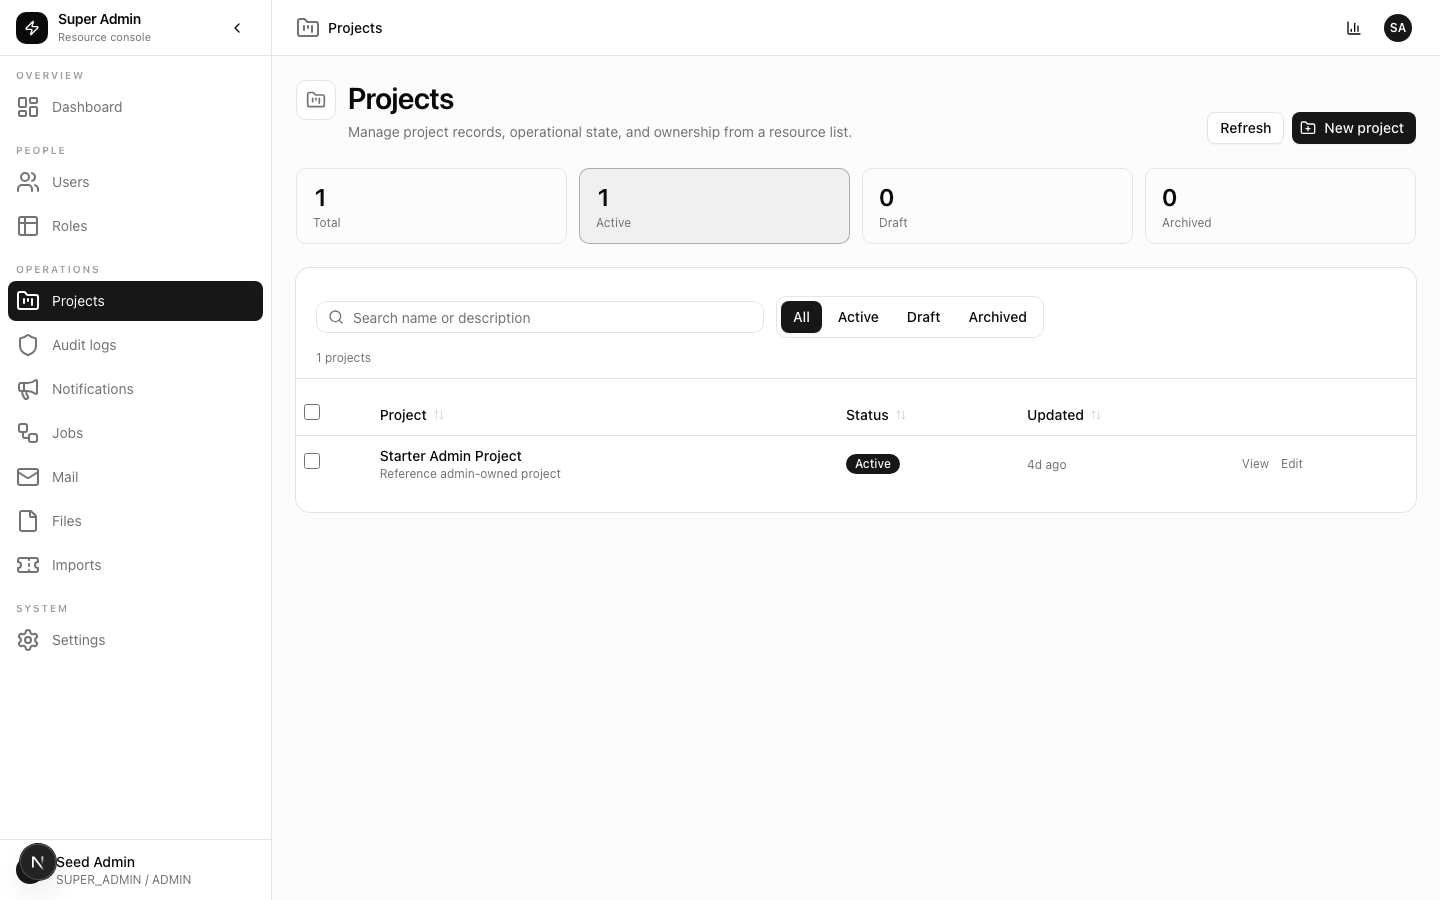 Super Admin
Resource console
OVERVIEW
Dashboard
PEOPLE
Users
Roles
OPERATIONS
Projects
Audit logs
Notifications
Jobs
Mail
Files
Imports
SYSTEM
Settings
N
Seed Admin
SUPER_ADMIN / ADMIN
Projects
SA
Projects
Manage project records, operational state, and ownership from a resource list.
Refresh
New project
1
Total
1
Active
0
Draft
0
Archived
Search name or description
All Active Draft Archived
1 projects
Project Status Updated
Starter Admin Project
Reference admin-owned project
Active
4d ago
View Edit